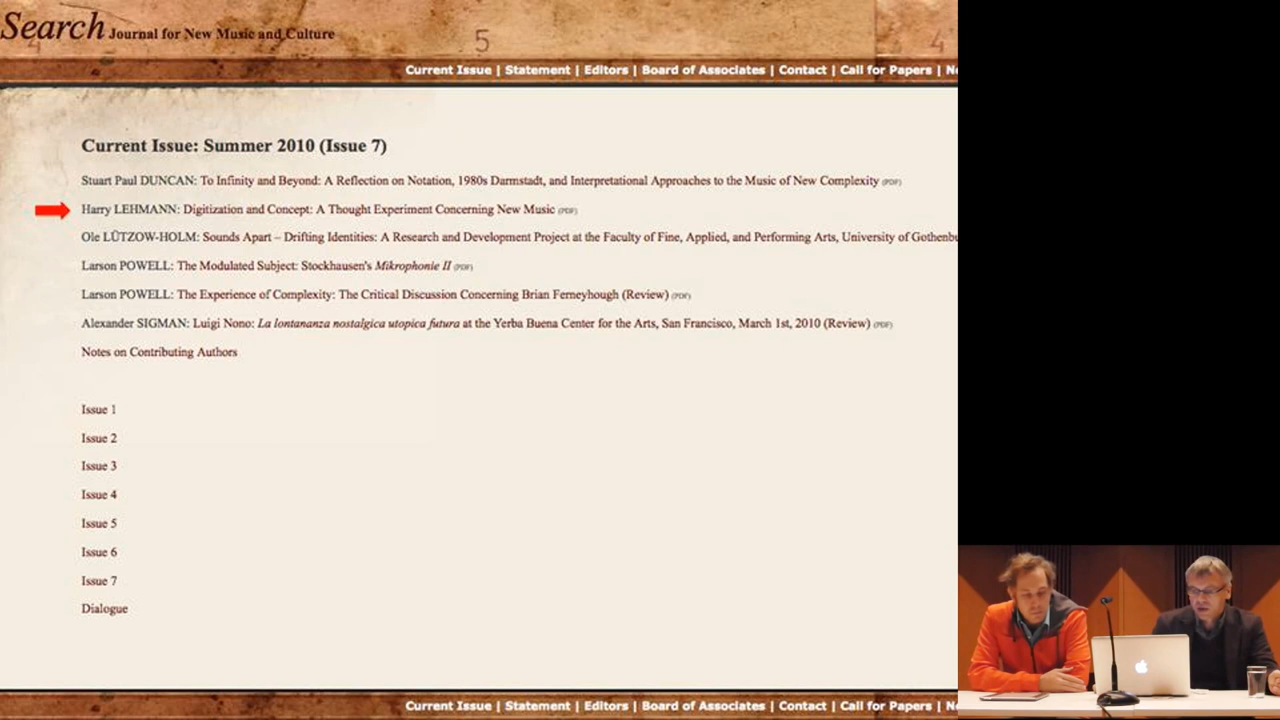 Search Journal for New Music and Culture
4 5 4
Current Issue | Statement | Editors | Board of Associates | Contact | Call for Papers |
Current Issue: Summer 2010 (Issue 7)
Stuart Paul DUNCAN: To Infinity and Beyond: A Reflection on Notation, 1980s Darmstadt, and Interpretational Approaches to the Music of New Complexity (PDF)
Harry LEHMANN: Digitization and Concept: A Thought Experiment Concerning New Music (PDF)
Ole LÜTZOW-HOLM: Sounds Apart – Drifting Identities: A Research and Development Project at the Faculty of Fine, Applied, and Performing Arts, University of Gothenbu
Larson POWELL: The Modulated Subject: Stockhausen's Mikrophonie II (PDF)
Larson POWELL: The Experience of Complexity: The Critical Discussion Concerning Brian Ferneyhough (Review) (PDF)
Alexander SIGMAN: Luigi Nono: La lontananza nostalgica utopica futura at the Yerba Buena Center for the Arts, San Francisco, March 1st, 2010 (Review) (PDF)
Notes on Contributing Authors
Issue 1
Issue 2
Issue 3
Issue 4
Issue 5
Issue 6
Issue 7
Dialogue
Current Issue | Statement | Editors | Board of Associates | Contact | Call for Papers |